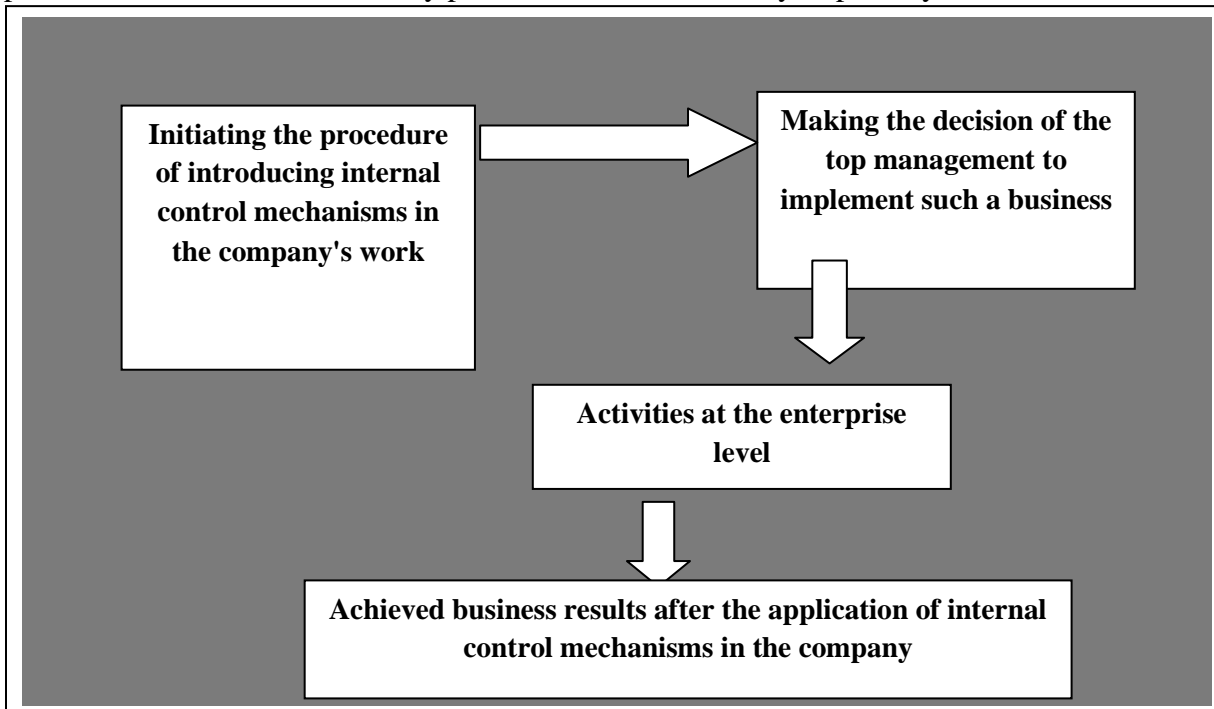 Initiating the procedure
of introducing internal
control mechanisms in
the company's work
Making the decision of the
top management to
implement such a business
Activities at the enterprise
level
Achieved business results after the application of internal
control mechanisms in the company